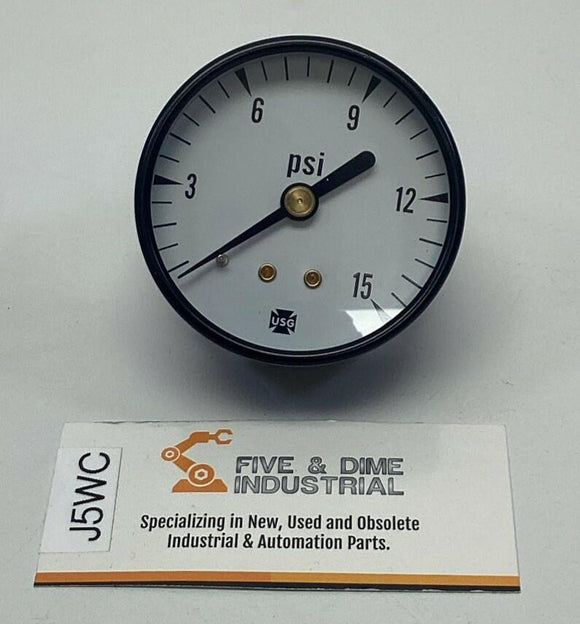 6
9
psi
3
12
15
USG
J5WC
FIVE & DIME
INDUSTRIAL
Specializing in New, Used and Obsolete
Industrial & Automation Parts.